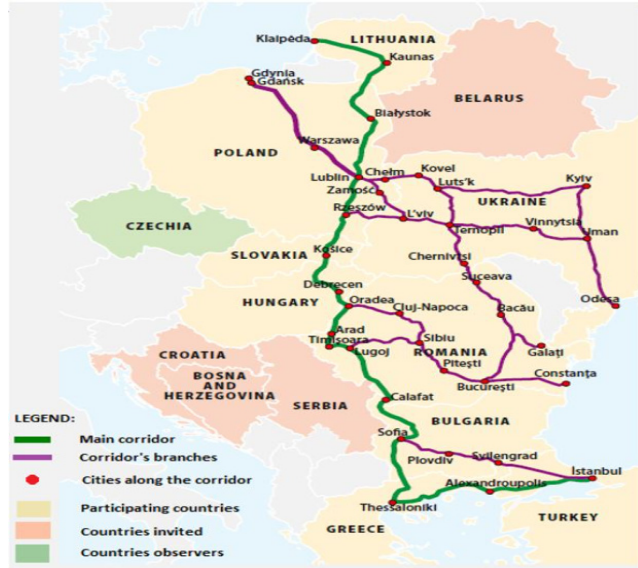 LITHUANIA
Klaipėda
Kaunas
Gdynia
Gdańsk
Białystok
BELARUS
Warszawa
POLAND
Lublin
Chełm
Kovel
Luts'k
Kyiv
Zamość
UKRAINE
Rzeszów
L'viv
Vinnytsia
CZECHIA
Ternopil
Uman
Košice
SLOVAKIA
Chernivtsi
Suceava
Debrecen
HUNGARY
Oradea
Cluj-Napoca
Bacău
Odesa
Arad
Timișoara
Sibiu
CROATIA
Lugoj
ROMANIA
Galați
BOSNA
AND
HERZEGOVINA
Pitești
Constanța
București
SERBIA
Calafat
LEGEND:
BULGARIA
Main corridor
Sofia
Corridor's branches
Plovdiv
Svilengrad
Cities along the corridor
İstanbul
Alexandroupolis
Participating countries
Thessaloniki
TURKEY
Countries invited
GREECE
Countries observers